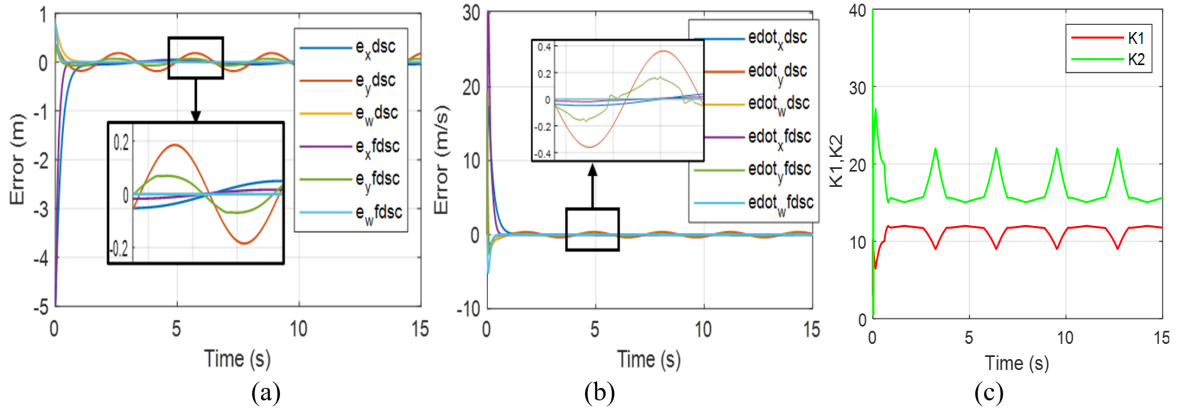 1
0
-1
-2
-3
-4
-5
Error (m)
0 5 10 15
Time (s)
e_x dsc
e_y dsc
e_w dsc
e_x fdsc
e_y fdsc
e_w fdsc
0.2
0
-0.2
(a)
30
20
10
0
-10
Error (m/s)
0 5 10 15
Time (s)
edot_x dsc
edot_y dsc
edot_w dsc
edot_x fdsc
edot_y fdsc
edot_w fdsc
0.4
0.2
0
-0.2
-0.4
(b)
40
30
20
10
0
K1,K2
0 5 10 15
Time (s)
K1
K2
(c)